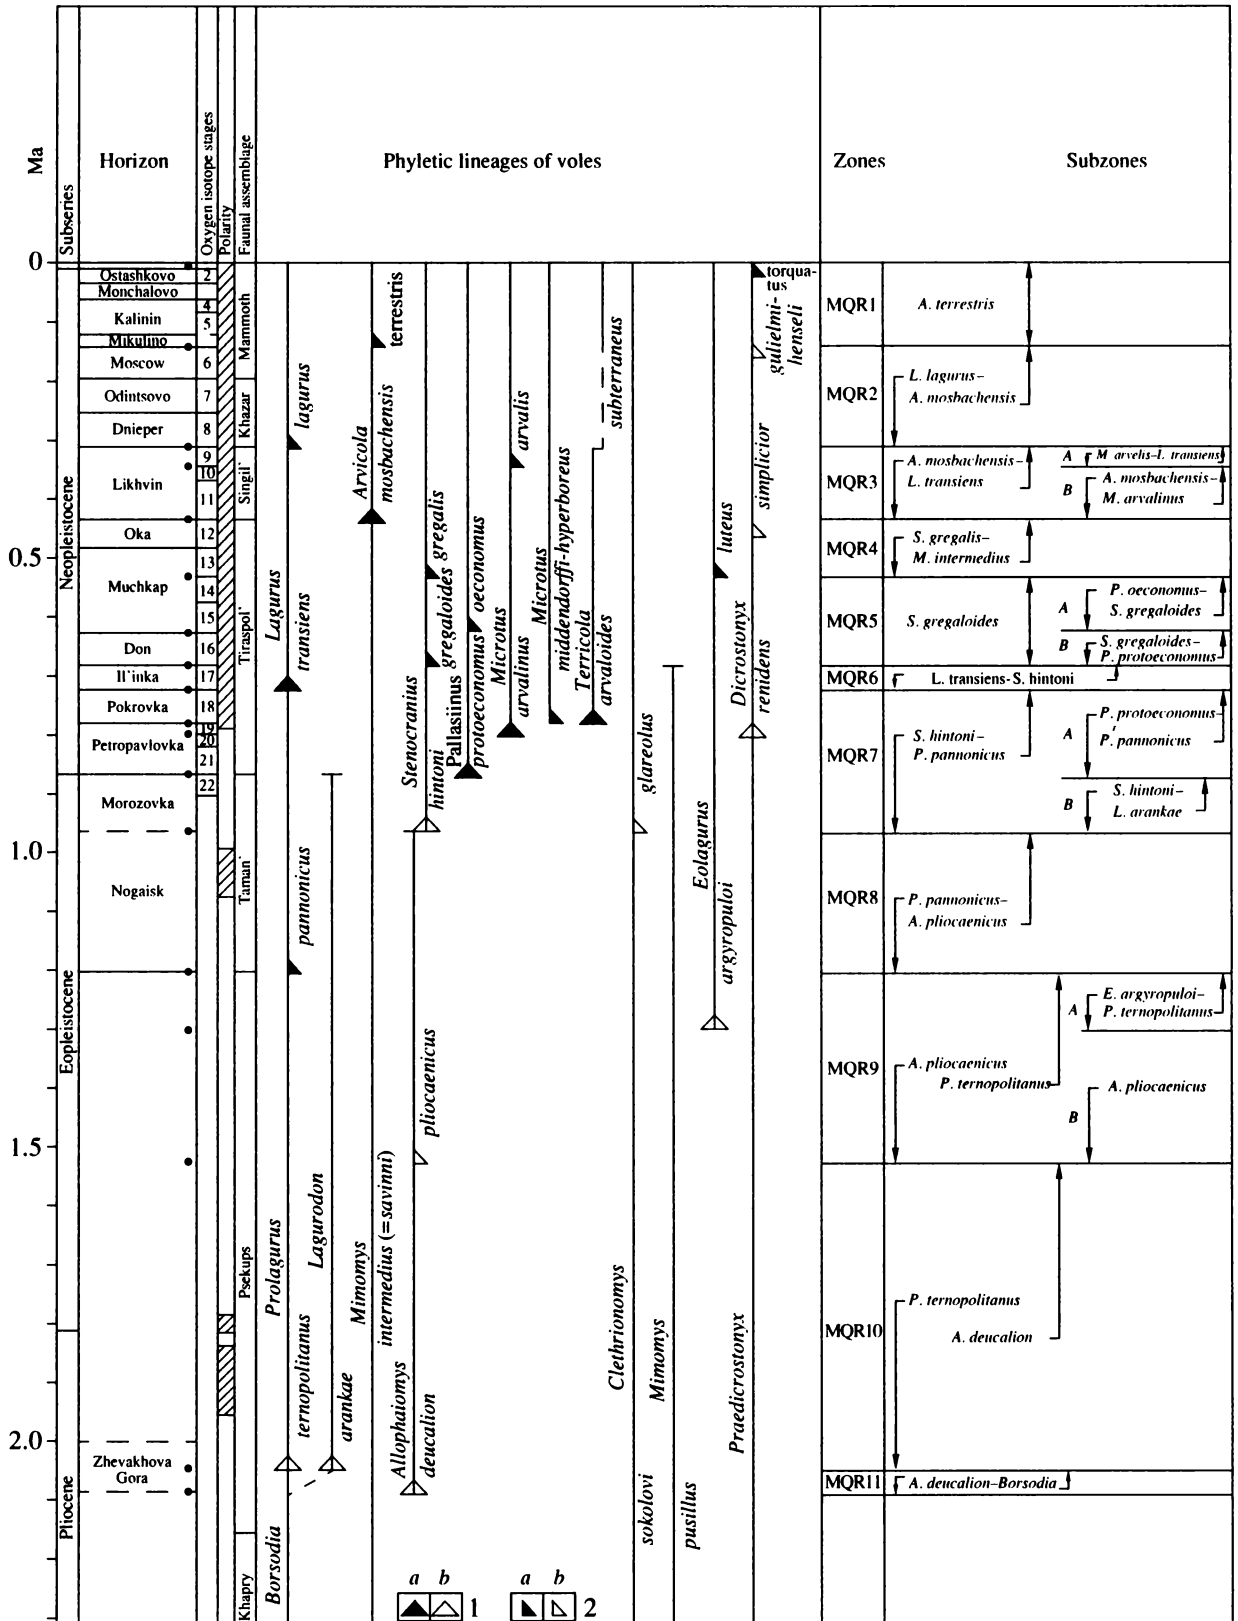 Ma
Subseries
Horizon
Oxygen isotope stages
Polarity
Faunal assemblage
Phyletic lineages of voles
Zones
Subzones
0
0.5
1.0
1.5
2.0
Neopleistocene
Eopleistocene
Pliocene
Ostashkovo
Monchalovo
Kalinin
Mikulino
Moscow
Odintsovo
Dnieper
Likhvin
Oka
Muchkap
Don
Il'inka
Pokrovka
Petropavlovka
Morozovka
Nogaisk
Zhevakhova
Gora
2
4
5
6
7
8
9
10
11
12
13
14
15
16
17
18
19
20
21
22
Mammoth
Khazar
Singil'
Tiraspol'
Taman'
Psekups
Khapry
lagurus
Lagurus
transiens
pannonicus
Prolagurus
ternopolitanus
Borsodia
Lagurodon
arankae
terrestris
Arvicola
mosbachensis
Mimomys
intermedius (=savinni)
gregalis
gregaloides
Stenocranius
hintoni
pliocaenicus
Allophaiomys
deucalion
oeconomus
Pallasiinus
protoeconomus
arvalis
Microtus
arvalinus
Microtus
middendorffi-hyperboreus
subterraneus
Terricola
arvaloides
glareolus
Clethrionomys
sokolovi
Mimomys
pusillus
luteus
Eolagurus
argyropuloi
torqua-
tus
gulielmi-
henseli
simplicior
Dicrostonyx
renidens
Praedicrostonyx
MQR1
A. terrestris
MQR2
L. lagurus–
A. mosbachensis
MQR3
A. mosbachensis–
L. transiens
A
M arvelis–L. transiens
B
A. mosbachensis–
M. arvalinus
MQR4
S. gregalis–
M. intermedius
MQR5
S. gregaloides
A
P. oeconomus–
S. gregaloides
B
S. gregaloides–
P. protoeconomus
MQR6
L. transiens- S. hintoni
MQR7
S. hintoni–
P. pannonicus
A
P. protoeconomus–
P. pannonicus
B
S. hintoni–
L. arankae
MQR8
P. pannonicus–
A. pliocaenicus
MQR9
A. pliocaenicus
P. ternopolitanus
A
E. argyropuloi–
P. ternopolitanus
B
A. pliocaenicus
MQR10
P. ternopolitanus
A. deucalion
MQR11
A. deucalion–Borsodia
a b
1
a b
2